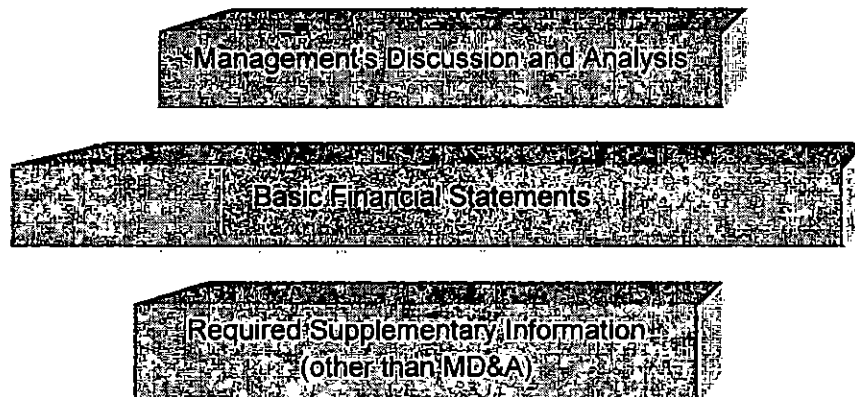 Management's Discussion and Analysis
Basic Financial Statements
Required Supplementary Information
(other than MD&A)